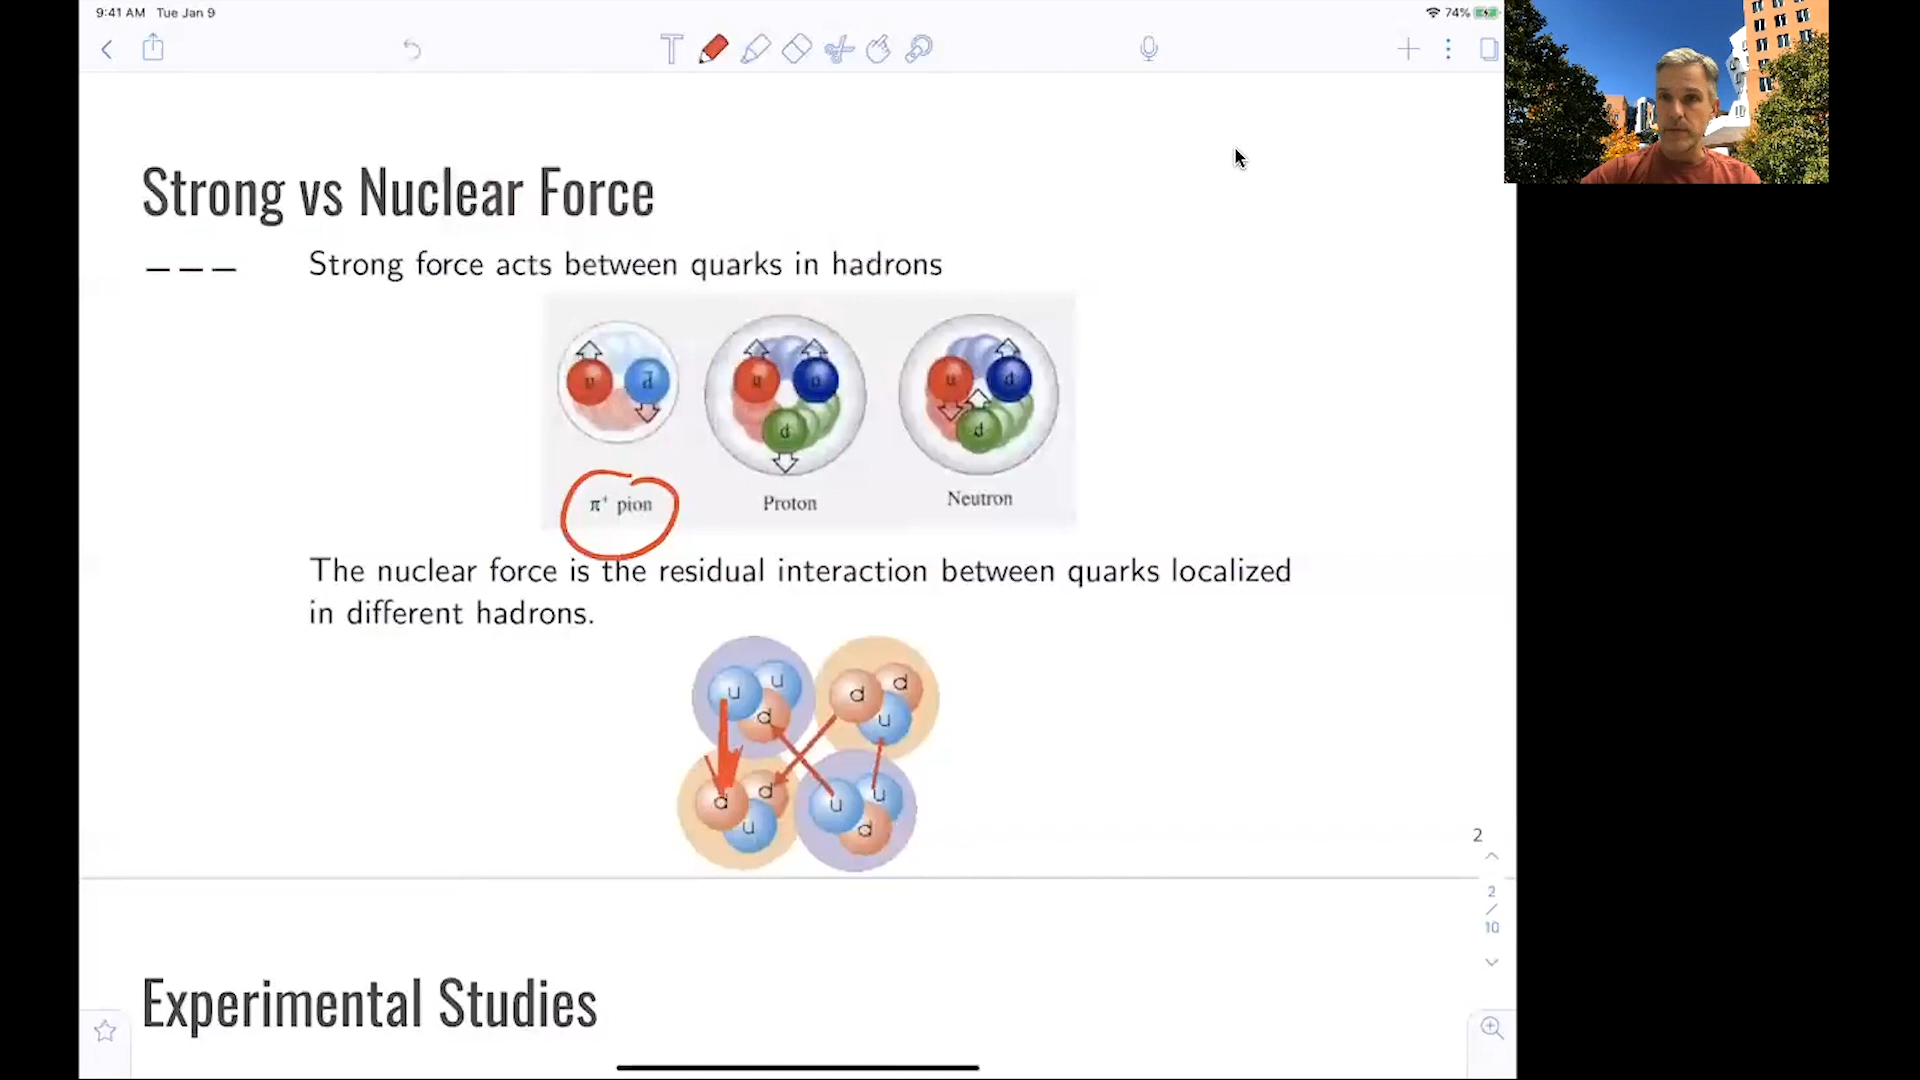 9:41 AM Tue Jan 9
74%
Strong vs Nuclear Force
Strong force acts between quarks in hadrons
u d̄ u u d u d d
π⁺ pion Proton Neutron
The nuclear force is the residual interaction between quarks localized
in different hadrons.
u u d d d u
d d u u u d
2
2
/
10
Experimental Studies